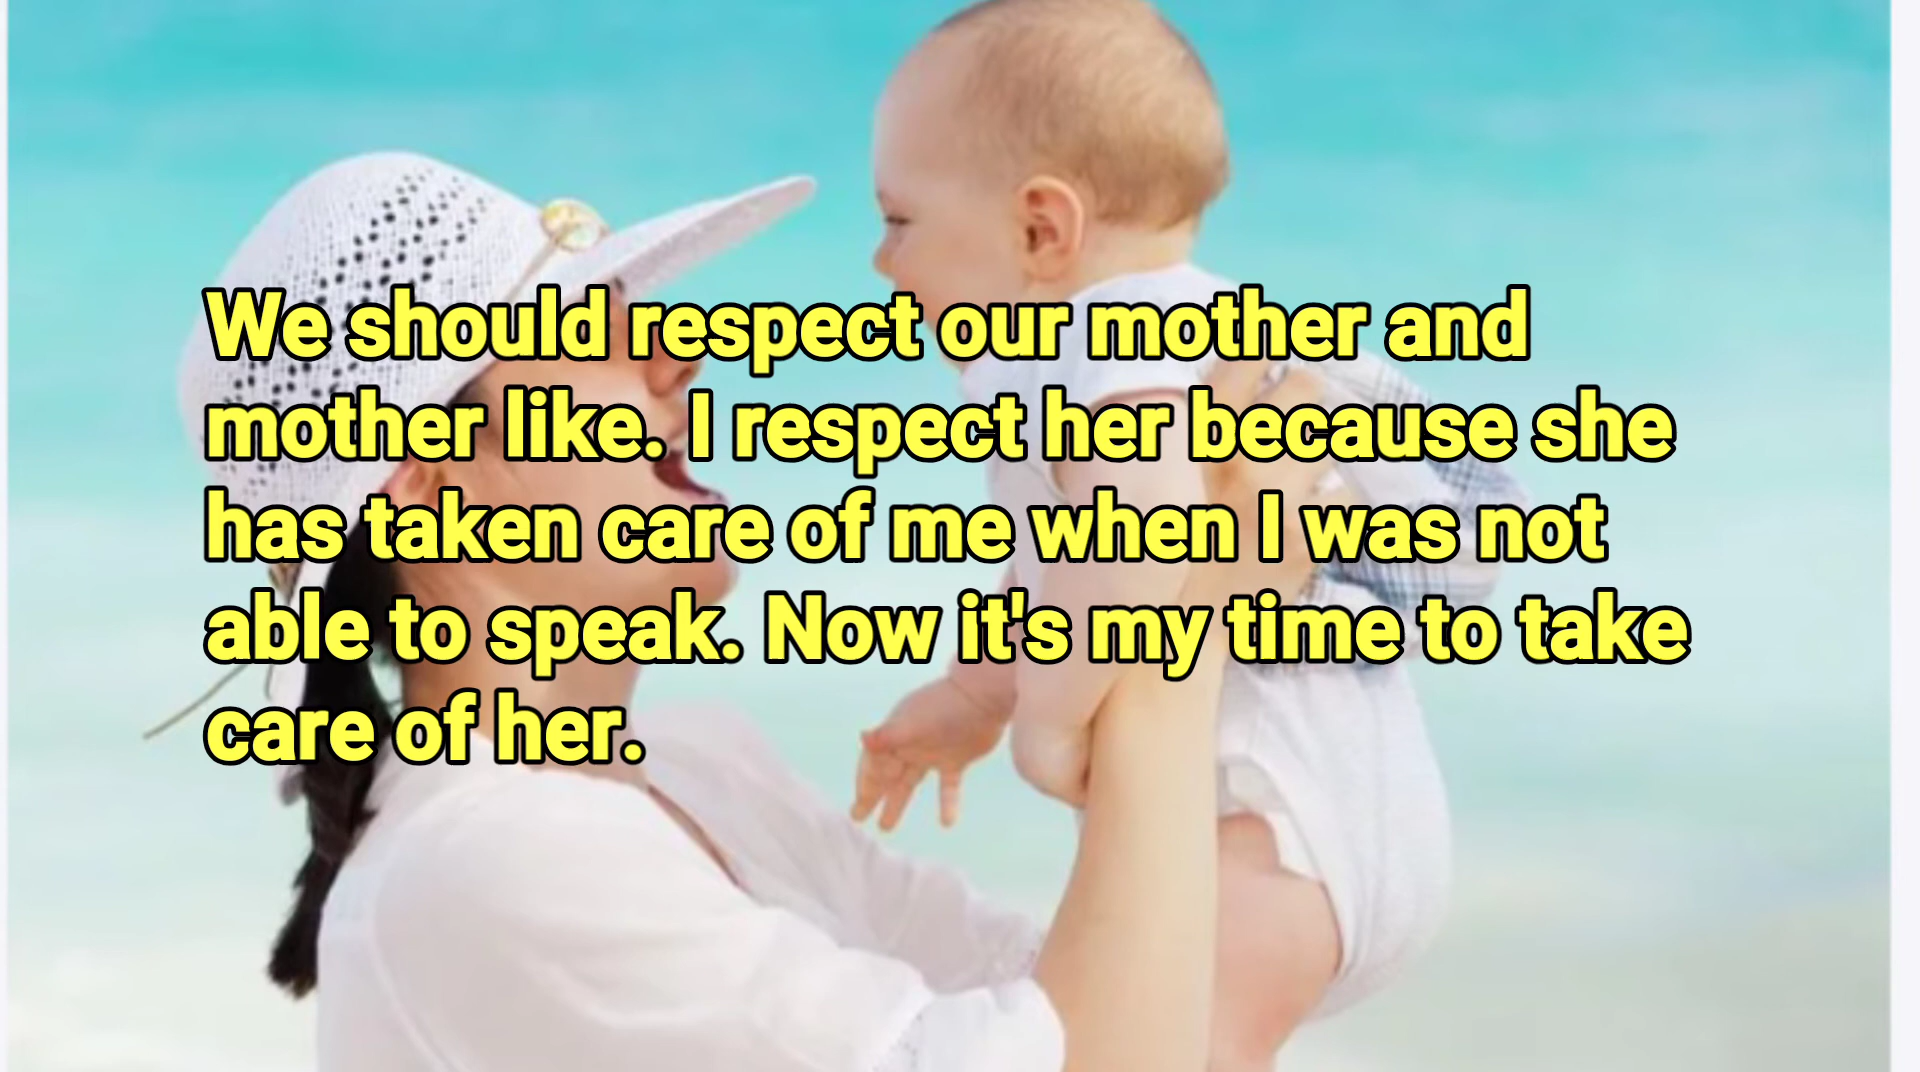 We should respect our mother and
mother like. I respect her because she
has taken care of me when I was not
able to speak. Now it's my time to take
care of her.